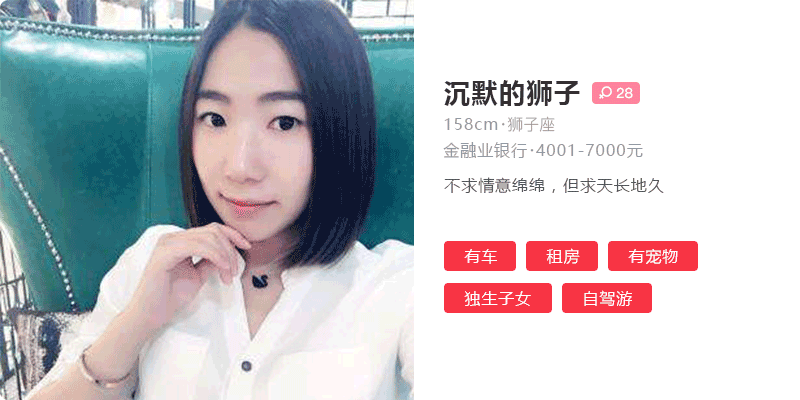 沉默的狮子 28
158cm·狮子座
金融业银行·4001-7000元
不求情意绵绵，但求天长地久
有车 租房 有宠物
独生子女 自驾游